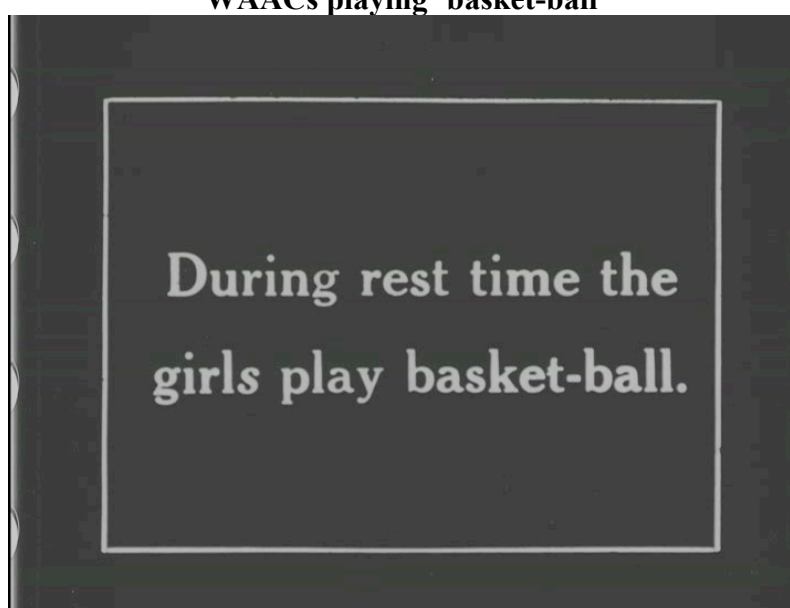 WAACs playing 'basket-ball'
During rest time the
girls play basket-ball.